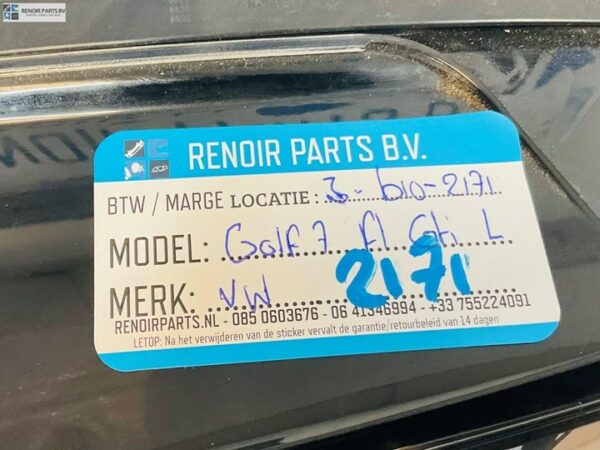 RENOIR PARTS BV
RENOIR PARTS B.V.
BTW / MARGE LOCATIE : 3-b10-2171
MODEL: Golf 7 fl Gti L
MERK: VW 2171
RENOIRPARTS.NL - 085 0603676 - 06 41346994 - +33 755224091
LETOP: Na het verwijderen van de sticker vervalt de garantie/retourbeleid van 14 dagen